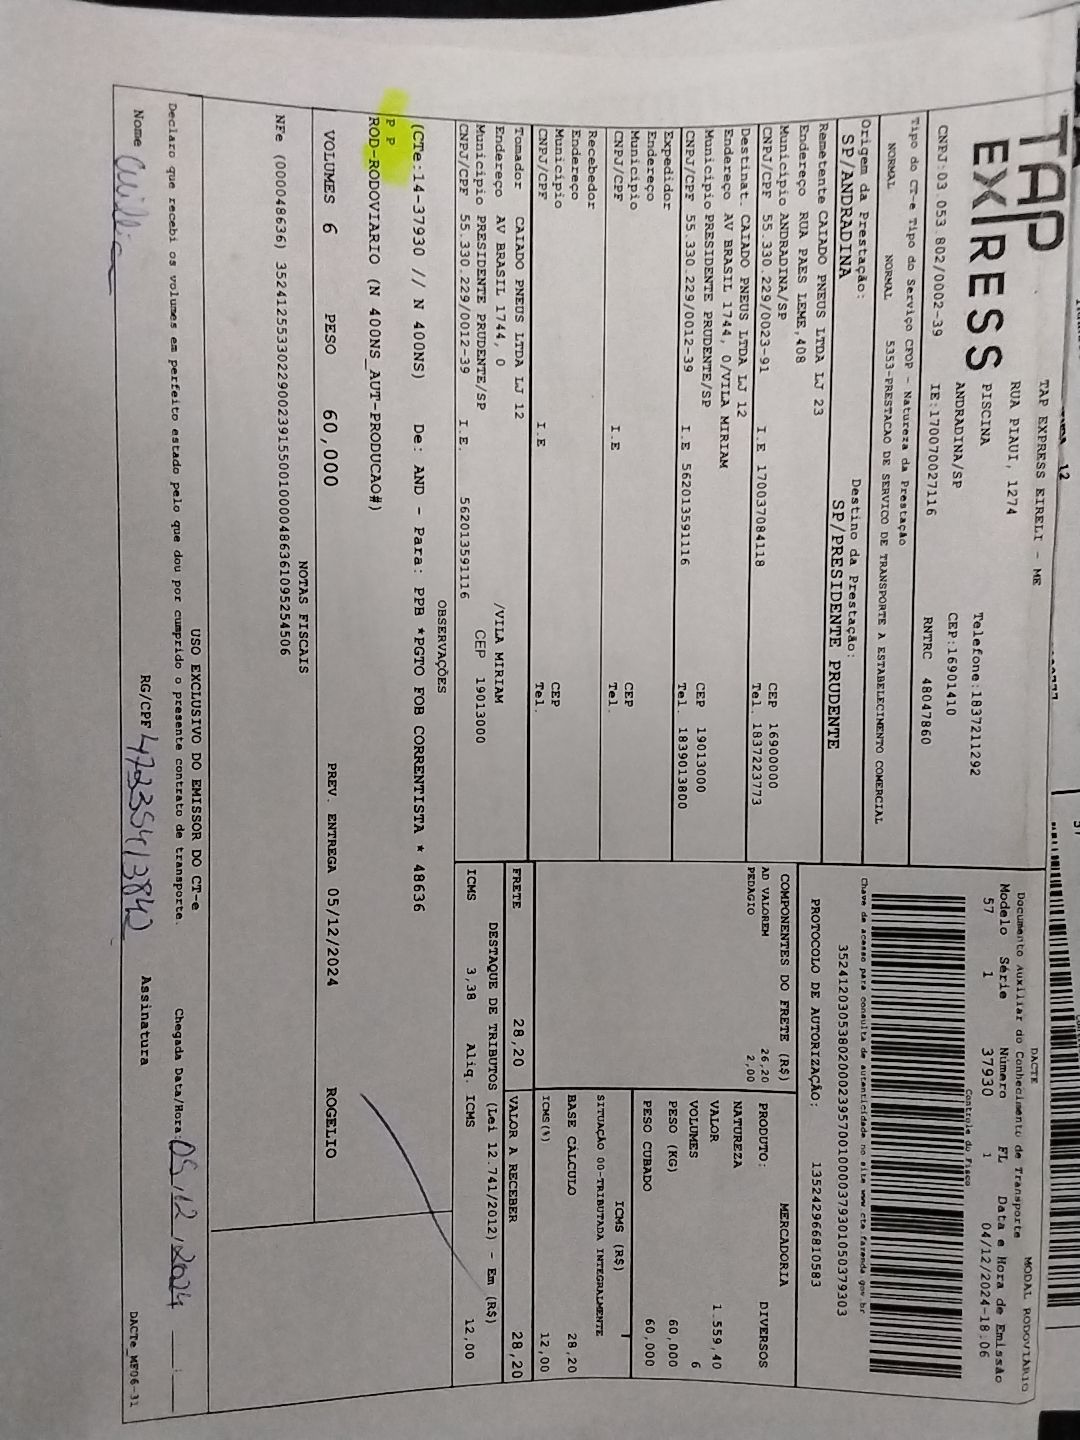 TAP EXPRESS
TAP EXPRESS EIRELI - ME
RUA PIAUI, 1274
PISCINA
ANDRADINA/SP
Telefone:1837211292
CEP:16901410
CNPJ:03.053.802/0002-39 IE:170070027116 RNTRC 48047860
Tipo do CT-e Tipo do Serviço CFOP - Natureza da Prestação
NORMAL NORMAL 5353-PRESTACAO DE SERVICO DE TRANSPORTE A ESTABELECIMENTO COMERCIAL
Origem da Prestação: Destino da Prestação:
SP/ANDRADINA SP/PRESIDENTE PRUDENTE
Remetente CAIADO PNEUS LTDA LJ 23
Endereço RUA PAES LEME,408
Municipio ANDRADINA/SP CEP 16900000
CNPJ/CPF 55.330.229/0023-91 I.E 170037084118 Tel. 1837223773
Destinat. CAIADO PNEUS LTDA LJ 12
Endereço AV BRASIL 1744, 0/VILA MIRIAM
Municipio PRESIDENTE PRUDENTE/SP CEP 19013000
CNPJ/CPF 55.330.229/0012-39 I.E 562013591116 Tel. 1839013800
Expedidor
Endereço
Municipio CEP
CNPJ/CPF I.E Tel.
Recebedor
Endereço
Municipio CEP
CNPJ/CPF I.E Tel.
Tomador CAIADO PNEUS LTDA LJ 12
Endereço AV BRASIL 1744, 0 /VILA MIRIAM
Municipio PRESIDENTE PRUDENTE/SP CEP 19013000
CNPJ/CPF 55.330.229/0012-39 I.E. 562013591116
DACTE MODAL RODOVIARIO
Documento Auxiliar do Conhecimento de Transporte
Modelo Série Número FL Data e Hora de Emissão
57 1 37930 1 04/12/2024-18:06
Controle do Fisco
Chave de acesso para consulta de autenticidade no site www.cte.fazenda.gov.br
35241203053802000239570010000379301050379303
PROTOCOLO DE AUTORIZAÇÃO: 135242966810583
COMPONENTES DO FRETE (R$)
AD VALOREM 26,20
PEDAGIO 2,00
MERCADORIA
PRODUTO: DIVERSOS
NATUREZA
VALOR 1.559,40
VOLUMES 6
PESO (KG) 60,000
PESO CUBADO 60,000
ICMS (R$)
SITUAÇÃO 00-TRIBUTADA INTEGRALMENTE
BASE CALCULO 28,20
ICMS(%) 12,00
FRETE 28,20 VALOR A RECEBER 28,20
DESTAQUE DE TRIBUTOS (Lei 12.741/2012) - Em (R$)
ICMS 3,38 Aliq. ICMS 12,00
OBSERVAÇÕES
(CTe:14-37930 // N 400NS) De: AND - Para: PPB *PGTO FOB CORRENTISTA * 48636
P P
ROD-RODOVIARIO (N 400NS_AUT-PRODUCAO#)
VOLUMES 6 PESO 60,000 PREV. ENTREGA 05/12/2024 ROGELIO
NOTAS FISCAIS
NFe (000048636) 35241255330229002391550010000486361095254506
USO EXCLUSIVO DO EMISSOR DO CT-e
Declaro que recebi os volumes em perfeito estado pelo que dou por cumprido o presente contrato de transporte. Chegada Data/Hora: 05/12/2024 ___:___
Nome RG/CPF 47235413842 Assinatura
DACTe_MF06-31